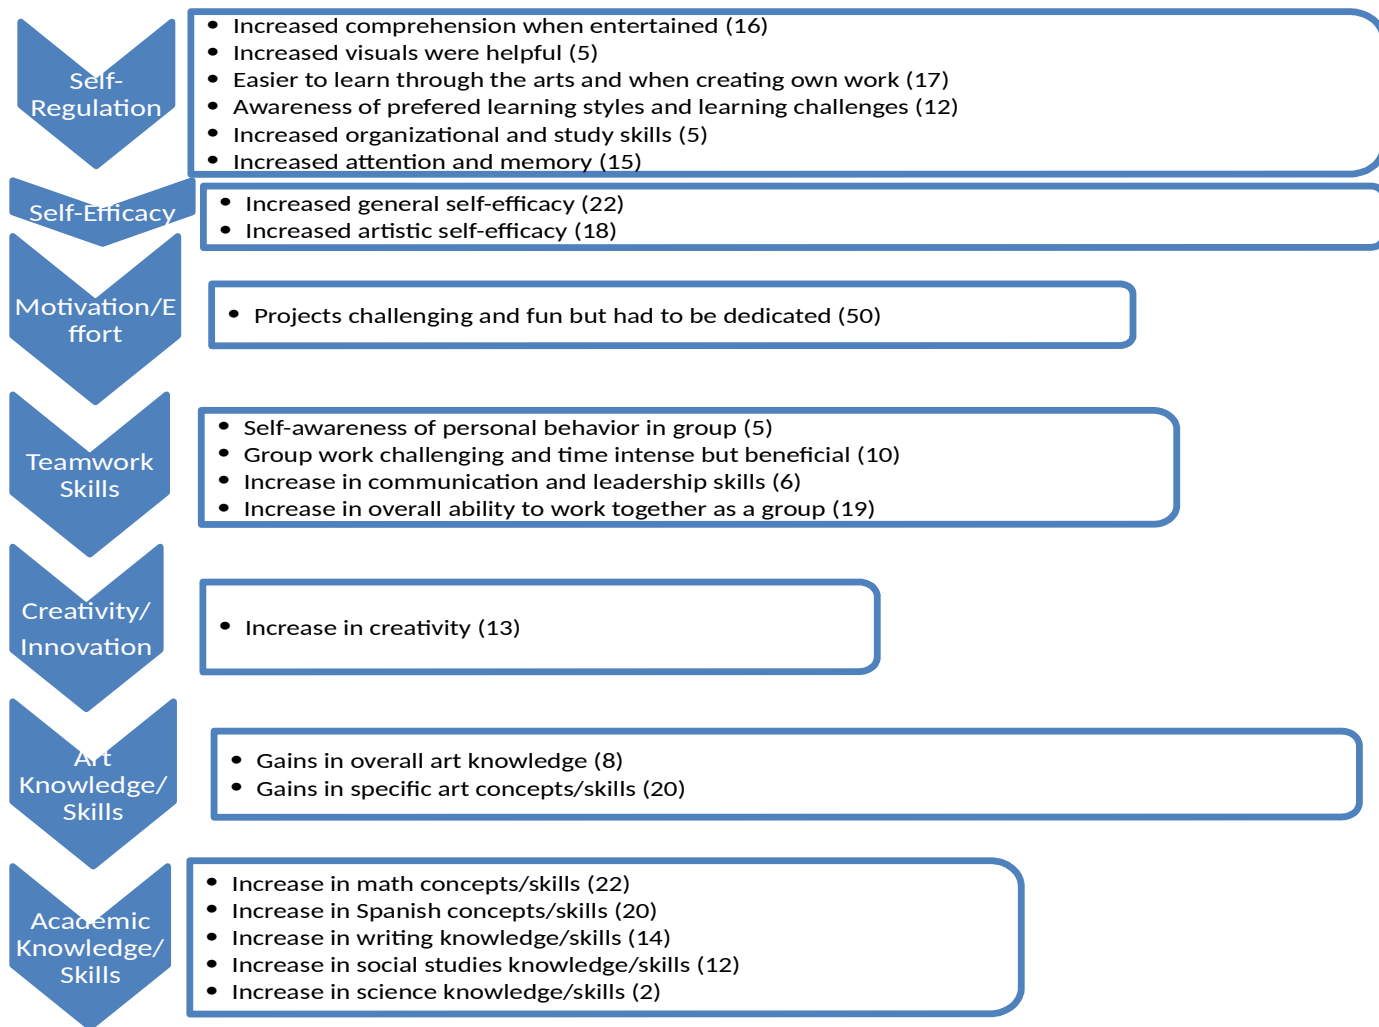 Self-
Regulation
• Increased comprehension when entertained (16)
• Increased visuals were helpful (5)
• Easier to learn through the arts and when creating own work (17)
• Awareness of prefered learning styles and learning challenges (12)
• Increased organizational and study skills (5)
• Increased attention and memory (15)
Self-Efficacy
• Increased general self-efficacy (22)
• Increased artistic self-efficacy (18)
Motivation/E
ffort
• Projects challenging and fun but had to be dedicated (50)
Teamwork
Skills
• Self-awareness of personal behavior in group (5)
• Group work challenging and time intense but beneficial (10)
• Increase in communication and leadership skills (6)
• Increase in overall ability to work together as a group (19)
Creativity/
Innovation
• Increase in creativity (13)
Art
Knowledge/
Skills
• Gains in overall art knowledge (8)
• Gains in specific art concepts/skills (20)
Academic
Knowledge/
Skills
• Increase in math concepts/skills (22)
• Increase in Spanish concepts/skills (20)
• Increase in writing knowledge/skills (14)
• Increase in social studies knowledge/skills (12)
• Increase in science knowledge/skills (2)